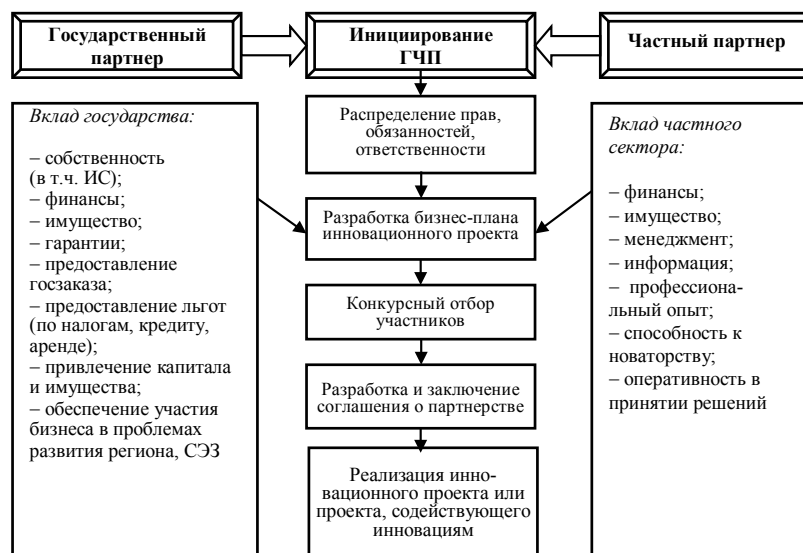 Государственный
партнер
Инициирование
ГЧП
Частный партнер
Вклад государства:
– собственность
(в т.ч. ИС);
– финансы;
– имущество;
– гарантии;
– предоставление
госзаказа;
– предоставление льгот
(по налогам, кредиту,
аренде);
– привлечение капитала
и имущества;
– обеспечение участия
бизнеса в проблемах
развития региона, СЭЗ
Распределение прав,
обязанностей,
ответственности
Разработка бизнес-плана
инновационного проекта
Конкурсный отбор
участников
Разработка и заключение
соглашения о партнерстве
Реализация инно-
вационного проекта или
проекта, содействующего
инновациям
Вклад частного
сектора:
– финансы;
– имущество;
– менеджмент;
– информация;
– профессиона-
льный опыт;
– способность к
новаторству;
– оперативность в
принятии решений